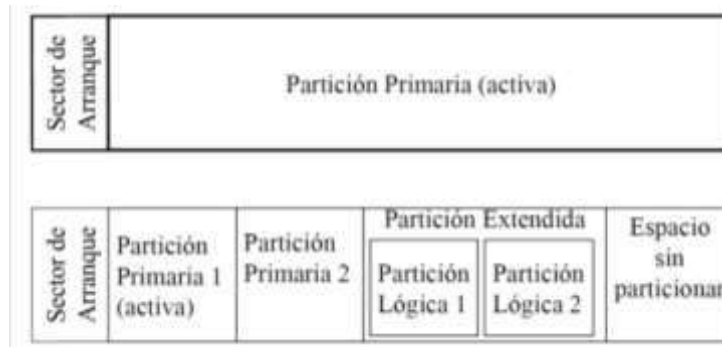 Sector de
Arranque
Partición Primaria (activa)
Sector de
Arranque
Partición
Primaria 1
(activa)
Partición
Primaria 2
Partición Extendida
Partición
Lógica 1
Partición
Lógica 2
Espacio
sin
particionar